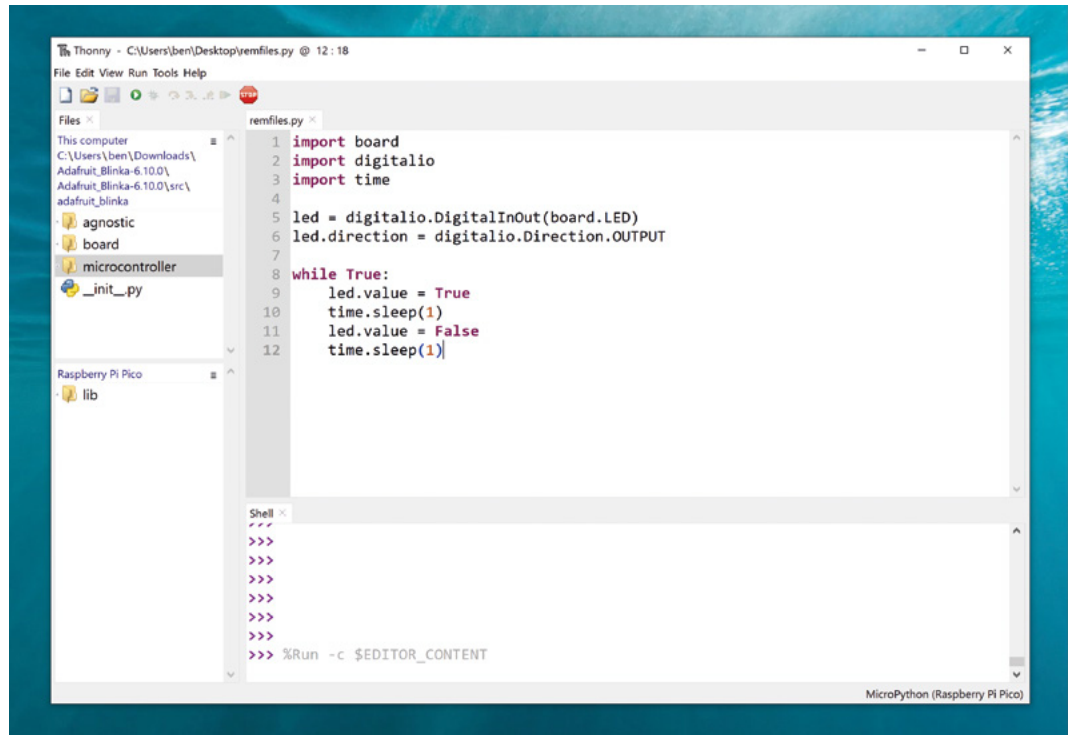 Thonny - C:\Users\ben\Desktop\remfiles.py @ 12 : 18
File Edit View Run Tools Help
STOP
Files
This computer
C:\Users\ben\Downloads\
Adafruit_Blinka-6.10.0\
Adafruit_Blinka-6.10.0\src\
adafruit_blinka
agnostic
board
microcontroller
__init__.py
Raspberry Pi Pico
lib
remfiles.py
1 import board
2 import digitalio
3 import time
4
5 led = digitalio.DigitalInOut(board.LED)
6 led.direction = digitalio.Direction.OUTPUT
7
8 while True:
9     led.value = True
10     time.sleep(1)
11     led.value = False
12     time.sleep(1)
Shell
>>>
>>>
>>>
>>>
>>>
>>>
>>>
>>> %Run -c $EDITOR_CONTENT
MicroPython (Raspberry Pi Pico)